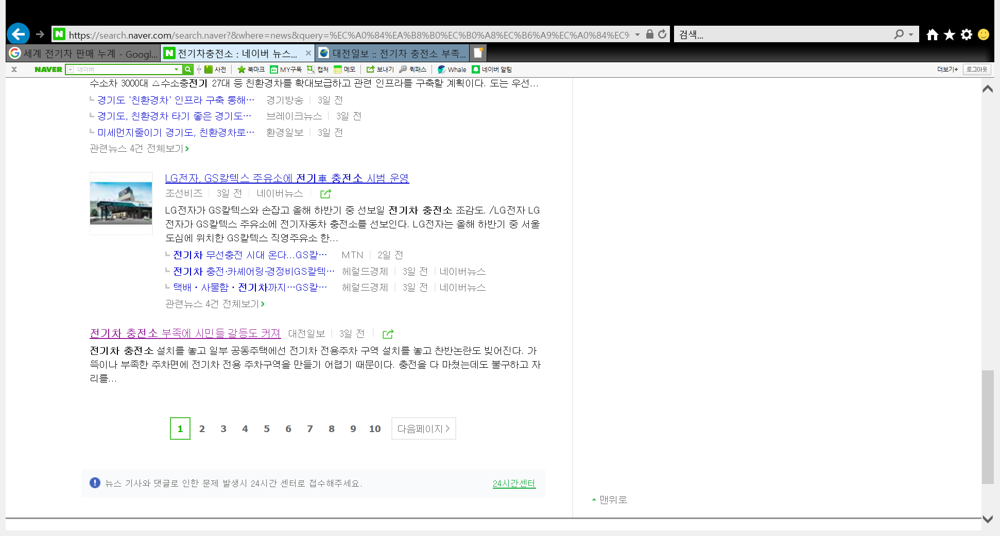 https://search.naver.com/search.naver?&where=news&query=%EC%A0%84%EA%B8%B0%EC%B0%A8%EC%B6%A9%EC%A0%84%EC%
검색...
세계 전기차 판매 누계 - Googl...
전기차충전소 : 네이버 뉴스...
대전일보 :: 전기차 충전소 부족...
X NAVER 네이버 사전 북마크 MY구독 캡처 메모 보내기 퀵패스 Whale 네이버 알림 더보기+ 로그아웃
수소차 3000대 △수소충전기 27대 등 친환경차를 확대보급하고 관련 인프라를 구축할 계획이다. 도는 우선...
경기도 '친환경차' 인프라 구축 통해… 경기방송 3일 전
경기도, 친환경차 타기 좋은 경기도… 브레이크뉴스 3일 전
미세먼지줄이기 경기도, 친환경차로… 환경일보 3일 전
관련뉴스 4건 전체보기
LG전자, GS칼텍스 주유소에 전기車 충전소 시범 운영
조선비즈 3일 전 네이버뉴스
LG전자가 GS칼텍스와 손잡고 올해 하반기 중 선보일 전기차 충전소 조감도. /LG전자 LG
전자가 GS칼텍스 주유소에 전기자동차 충전소를 선보인다. LG전자는 올해 하반기 중 서울
도심에 위치한 GS칼텍스 직영주유소 한...
전기차 무선충전 시대 온다...GS칼… MTN 2일 전
전기차 충전·카셰어링·경정비GS칼텍… 헤럴드경제 3일 전 네이버뉴스
택배·사물함·전기차까지…GS칼… 헤럴드경제 3일 전 네이버뉴스
관련뉴스 4건 전체보기
전기차 충전소 부족에 시민들 갈등도 커져 대전일보 3일 전
전기차 충전소 설치를 놓고 일부 공동주택에선 전기차 전용주차 구역 설치를 놓고 찬반논란도 빚어진다. 가
뜩이나 부족한 주차면에 전기차 전용 주차구역을 만들기 어렵기 때문이다. 충전을 다 마쳤는데도 불구하고 자
리를...
1 2 3 4 5 6 7 8 9 10 다음페이지
뉴스 기사와 댓글로 인한 문제 발생시 24시간 센터로 접수해주세요. 24시간센터
맨위로